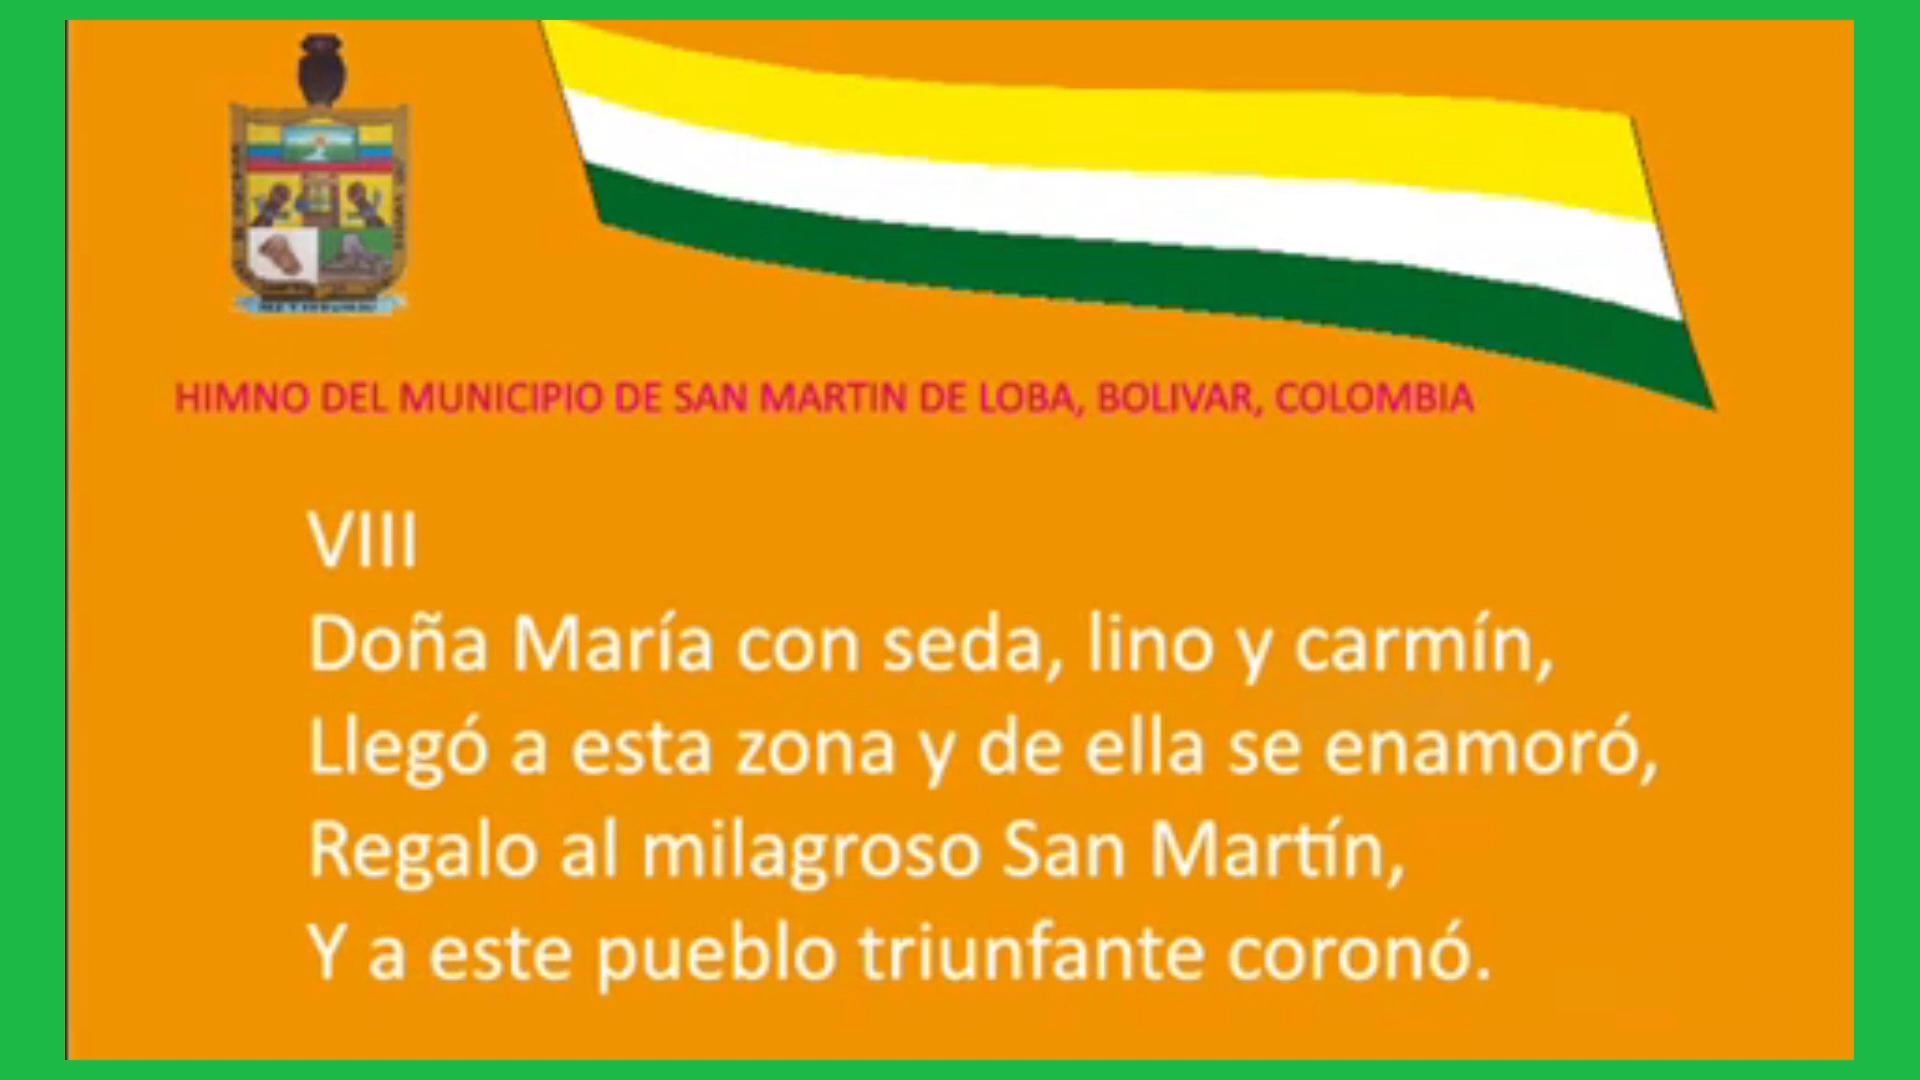 HIMNO DEL MUNICIPIO DE SAN MARTIN DE LOBA, BOLIVAR, COLOMBIA
VIII
Doña María con seda, lino y carmín,
Llegó a esta zona y de ella se enamoró,
Regalo al milagroso San Martín,
Y a este pueblo triunfante coronó.